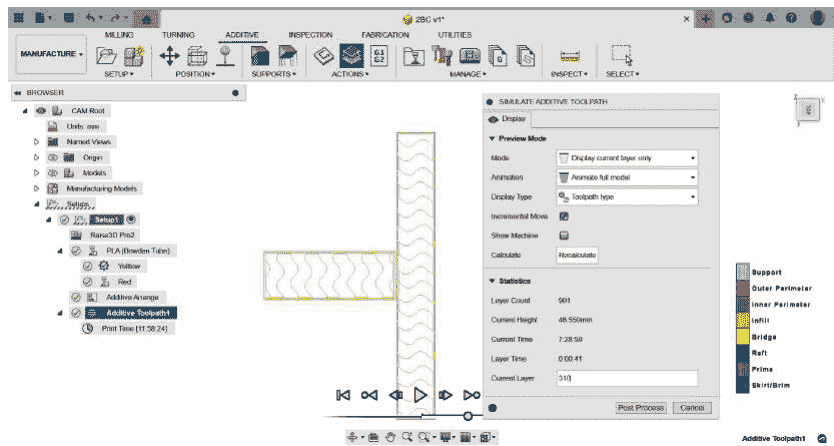 2BC v1*
MILLING TURNING ADDITIVE INSPECTION FABRICATION UTILITIES
MANUFACTURE
G1
G2
SETUP POSITION SUPPORTS ACTIONS MANAGE INSPECT SELECT
BROWSER
CAM Root
Units: mm
Named Views
Origin
Models
Manufacturing Models
Setups
Setup1
Raise3D Pro2
PLA (Bowden Tube)
Yellow
Red
Additive Arrange
Additive Toolpath1
Print Time [11:58:24]
SIMULATE ADDITIVE TOOLPATH
Display
Preview Mode
Mode Display current layer only
Animation Animate full model
Display Type Toolpath type
Incremental Move
Show Machine
Calculate Recalculate
Statistics
Layer Count 901
Current Height 46.550mm
Current Time 7:28:59
Layer Time 0:00:41
Current Layer 310
Post Process Cancel
Support
Outer Perimeter
Inner Perimeter
Infill
Bridge
Raft
Prime
Skirt/Brim
Additive Toolpath1